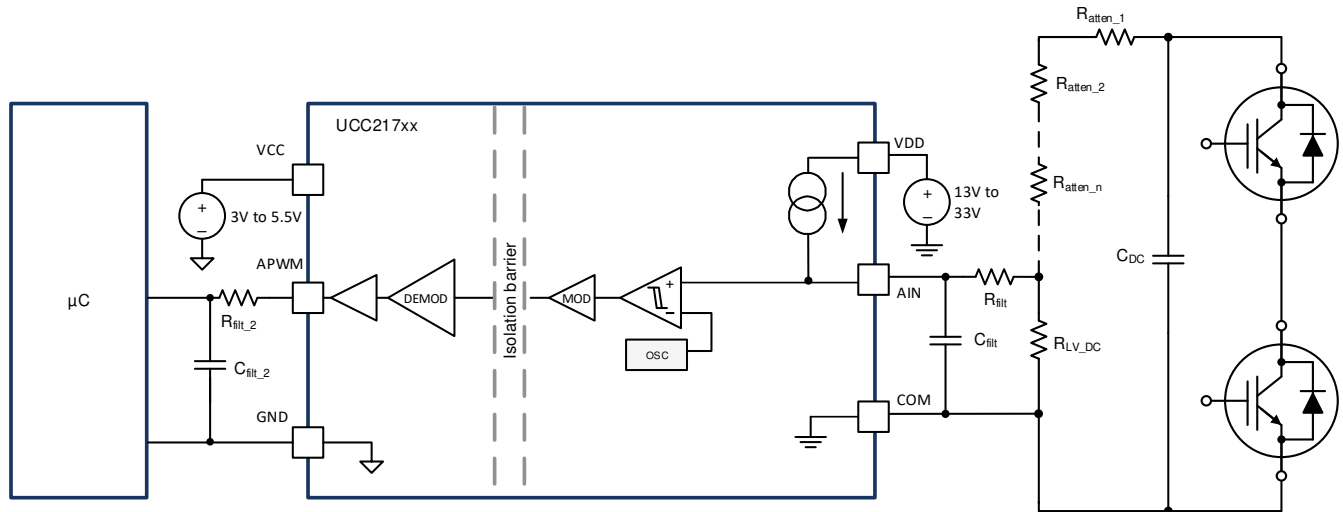 R_atten_1
UCC217xx
R_atten_2
VCC
VDD
3V to 5.5V
13V to
33V
R_atten_n
μC
APWM
Isolation barrier
C_DC
DEMOD
MOD
AIN
R_filt
R_filt_2
OSC
C_filt
R_LV_DC
C_filt_2
COM
GND